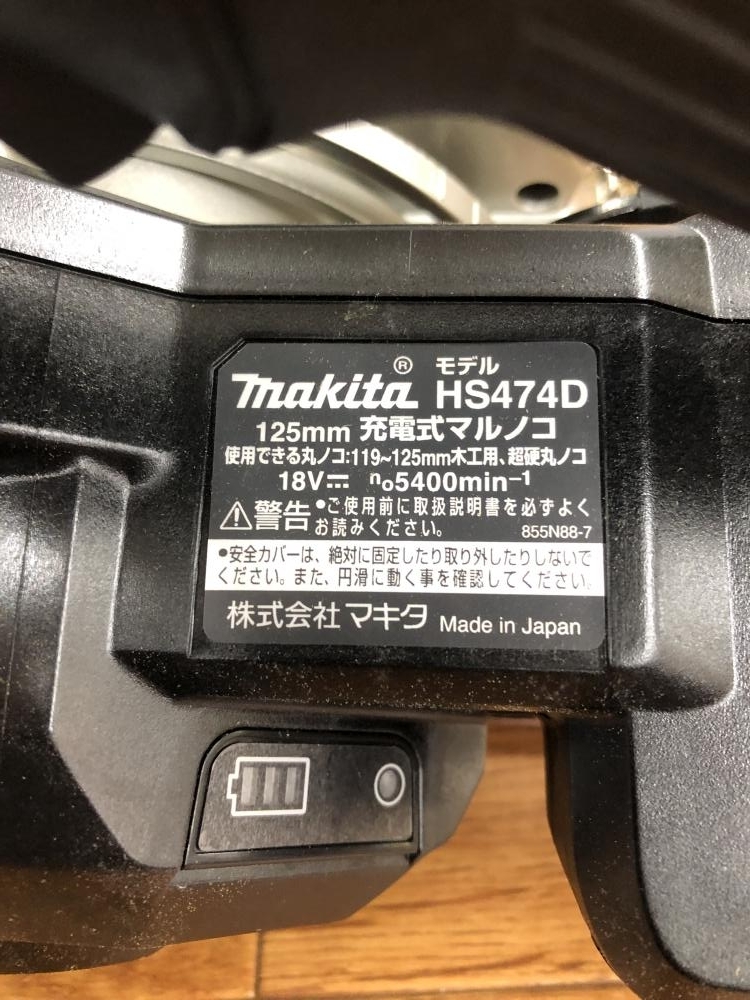 makita® モデル HS474D
125mm 充電式マルノコ
使用できる丸ノコ:119~125mm木工用、超硬丸ノコ
18V⎓ n₀5400min⁻¹
⚠警告 •ご使用前に取扱説明書を必ずよく
お読みください。 855N88-7
•安全カバーは、絶対に固定したり取り外したりしないで
ください。また、円滑に動く事を確認してください。
株式会社マキタ Made in Japan